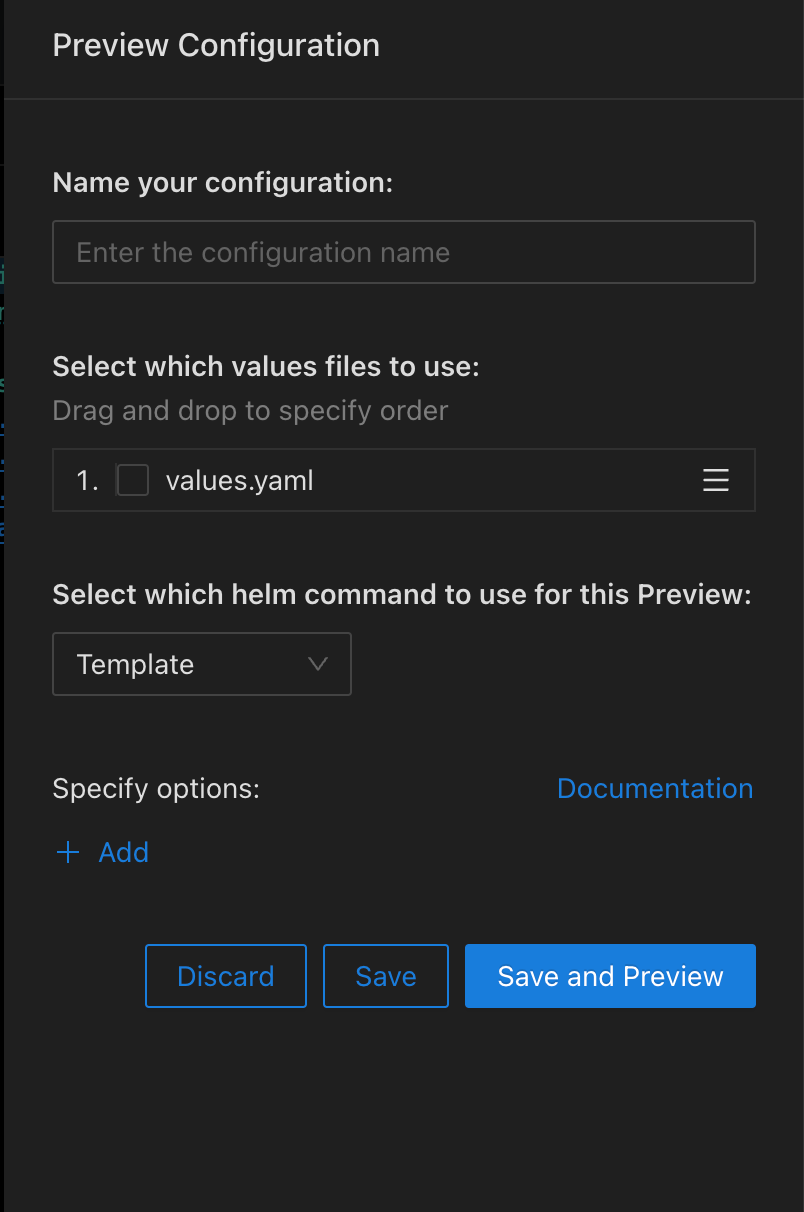 Preview Configuration
Name your configuration:
Enter the configuration name
Select which values files to use:
Drag and drop to specify order
1. values.yaml
Select which helm command to use for this Preview:
Template
Specify options: Documentation
+ Add
Discard Save Save and Preview